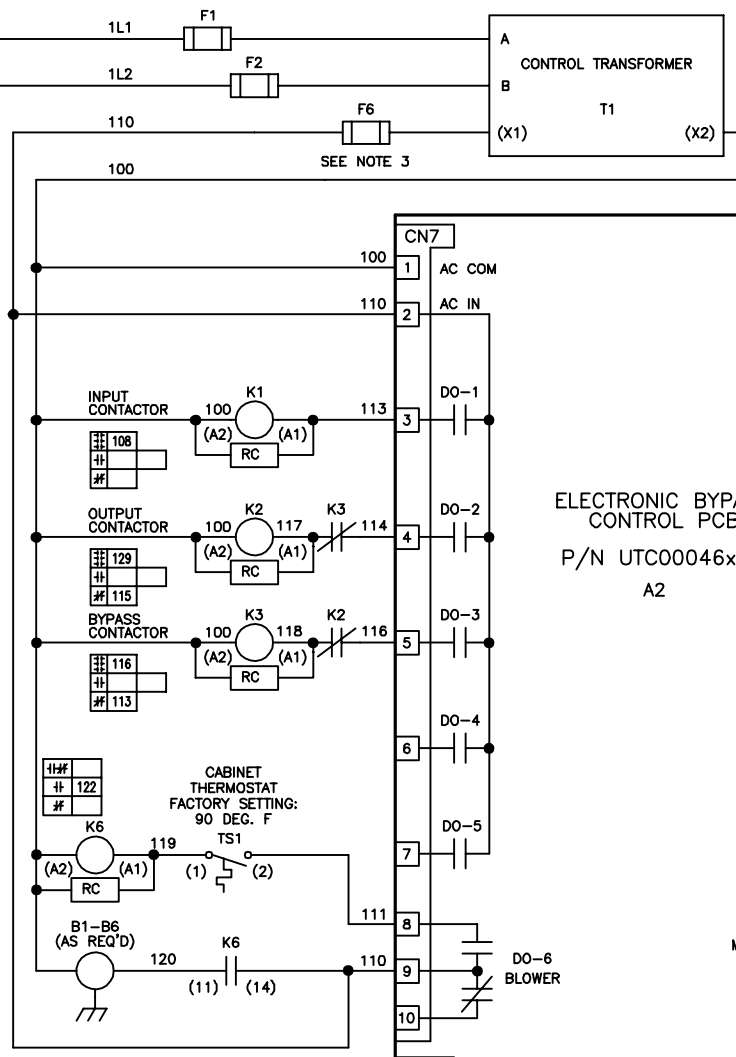 1L1
F1
1L2
F2
A
CONTROL TRANSFORMER
B
T1
110
F6
(X1)
(X2)
SEE NOTE 3
100
CN7
100
1
AC COM
110
2
AC IN
INPUT
CONTACTOR
100
K1
113
3
DO-1
(A2)
(A1)
RC
108
ELECTRONIC BYPA
CONTROL PCB
P/N UTC00046x
A2
OUTPUT
CONTACTOR
100
K2
117
K3
114
4
DO-2
(A2)
(A1)
RC
129
115
BYPASS
CONTACTOR
100
K3
118
K2
116
5
DO-3
(A2)
(A1)
RC
116
113
6
DO-4
122
CABINET
THERMOSTAT
FACTORY SETTING:
90 DEG. F
TS1
K6
119
(A2)
(A1)
(1)
(2)
RC
7
DO-5
111
8
B1-B6
(AS REQ'D)
120
K6
(11)
(14)
110
9
DO-6
BLOWER
10